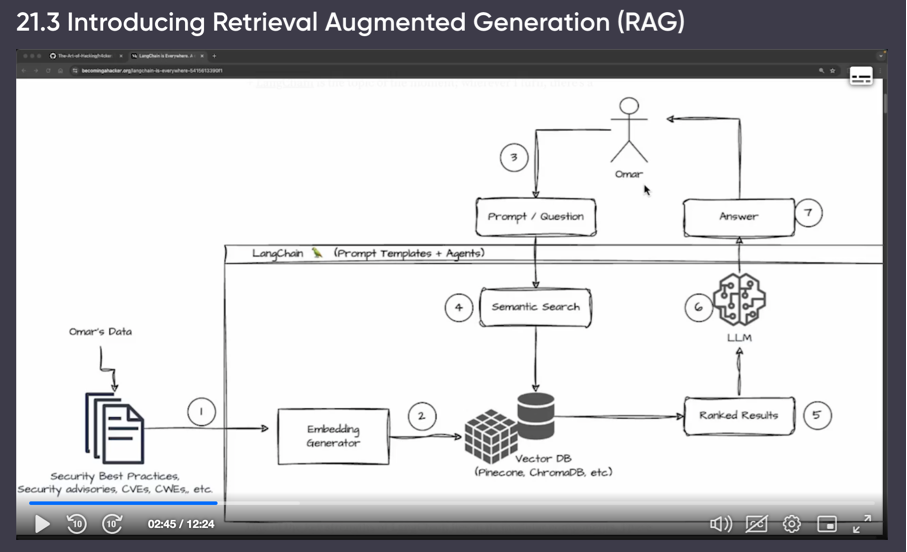 21.3 Introducing Retrieval Augmented Generation (RAG)
The-Art-of-Hacking/h4cker
LangChain is Everywhere. A
becominghacker.org/langchain-is-everywhere-5415613399f1
3
Omar
Prompt / Question
Answer
7
LangChain (Prompt Templates + Agents)
4
Semantic Search
6
LLM
Omar's Data
1
Embedding
Generator
2
Ranked Results
5
Vector DB
(Pinecone, ChromaDB, etc.)
Security Best Practices,
Security advisories, CVEs, CWEs, etc.
10
10
02:45 / 12:24